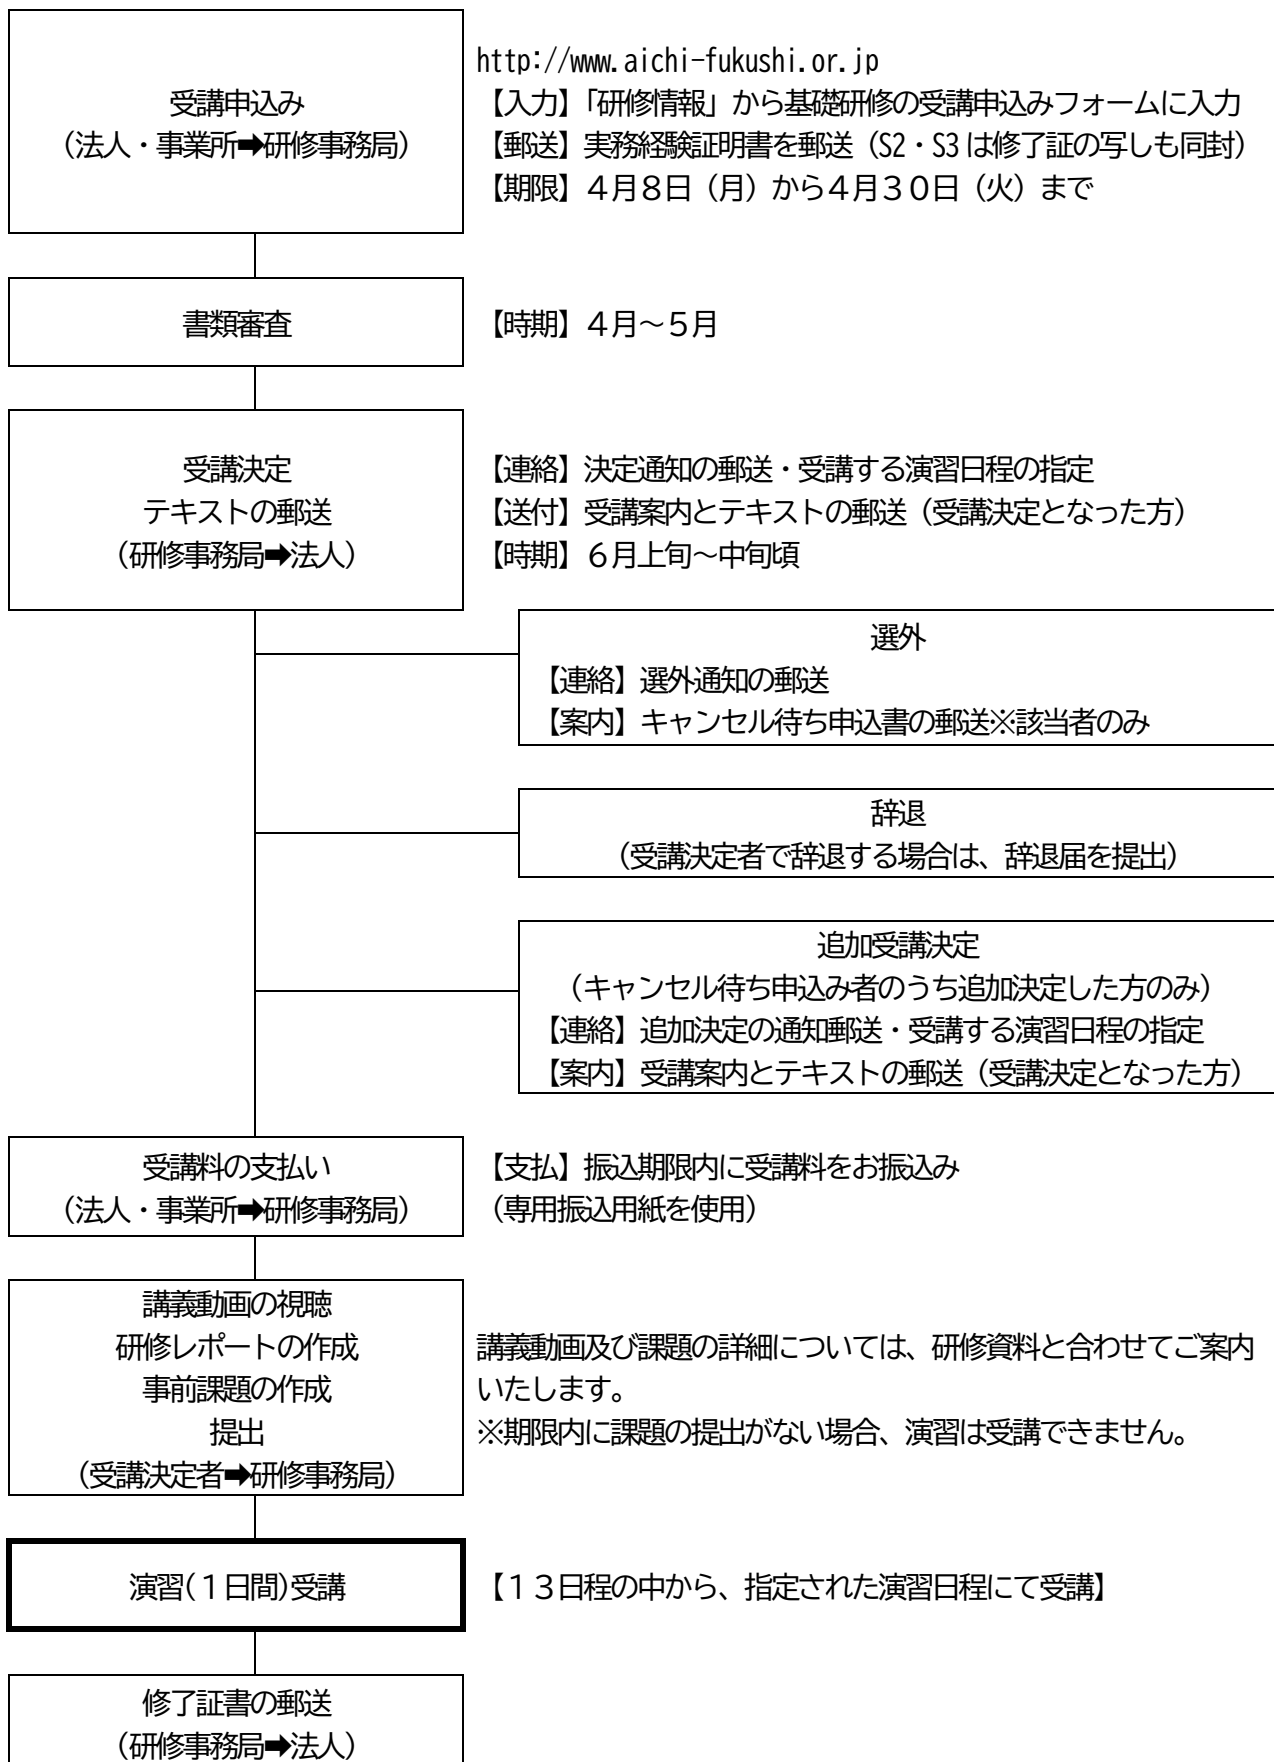 受講申込み
（法人・事業所➡研修事務局）
http://www.aichi-fukushi.or.jp
【入力】「研修情報」から基礎研修の受講申込みフォームに入力
【郵送】実務経験証明書を郵送（S2・S3は修了証の写しも同封）
【期限】４月８日（月）から４月３０日（火）まで
書類審査
【時期】４月～５月
受講決定
テキストの郵送
（研修事務局➡法人）
【連絡】決定通知の郵送・受講する演習日程の指定
【送付】受講案内とテキストの郵送（受講決定となった方）
【時期】６月上旬～中旬頃
選外
【連絡】選外通知の郵送
【案内】キャンセル待ち申込書の郵送※該当者のみ
辞退
（受講決定者で辞退する場合は、辞退届を提出）
追加受講決定
（キャンセル待ち申込み者のうち追加決定した方のみ）
【連絡】追加決定の通知郵送・受講する演習日程の指定
【案内】受講案内とテキストの郵送（受講決定となった方）
受講料の支払い
（法人・事業所➡研修事務局）
【支払】振込期限内に受講料をお振込み
（専用振込用紙を使用）
講義動画の視聴
研修レポートの作成
事前課題の作成
提出
（受講決定者➡研修事務局）
講義動画及び課題の詳細については、研修資料と合わせてご案内
いたします。
※期限内に課題の提出がない場合、演習は受講できません。
演習(１日間)受講
【１３日程の中から、指定された演習日程にて受講】
修了証書の郵送
（研修事務局➡法人）